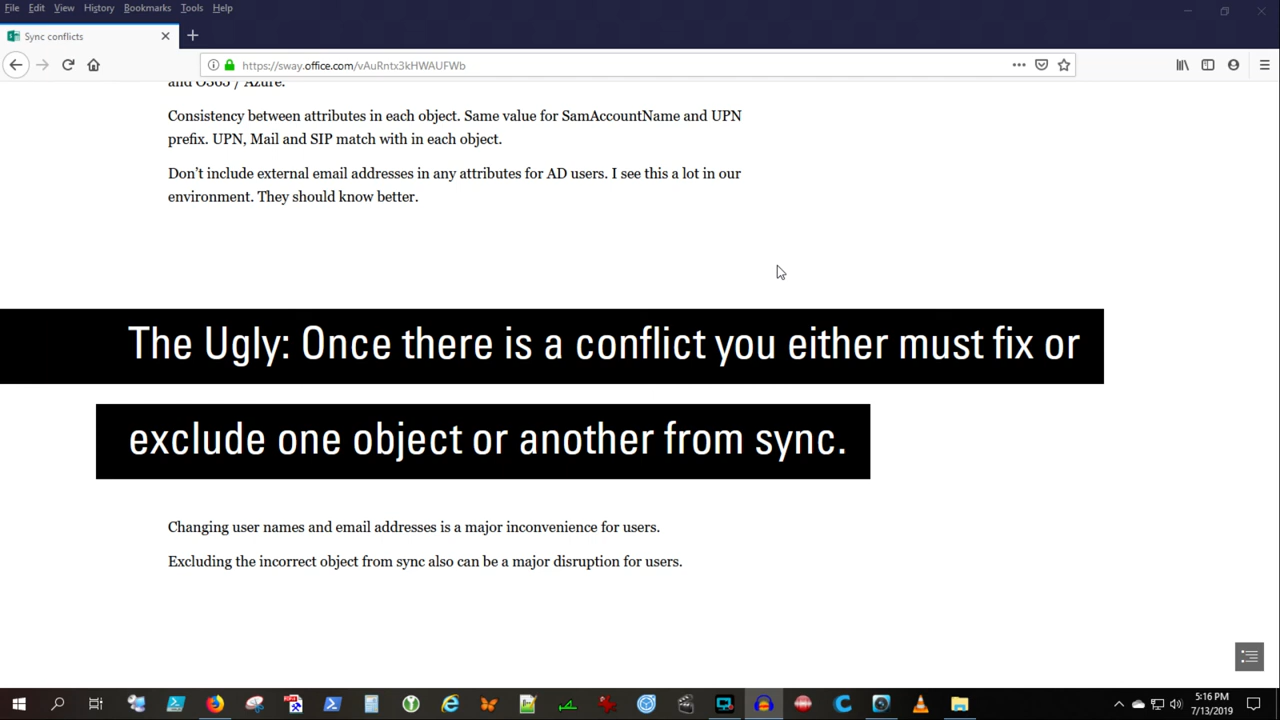 File Edit View History Bookmarks Tools Help
Sync conflicts
https://sway.office.com/vAuRntx3kHWAUFWb
and O365 / Azure.
Consistency between attributes in each object. Same value for SamAccountName and UPN
prefix. UPN, Mail and SIP match with in each object.
Don’t include external email addresses in any attributes for AD users. I see this a lot in our
environment. They should know better.
The Ugly: Once there is a conflict you either must fix or
exclude one object or another from sync.
Changing user names and email addresses is a major inconvenience for users.
Excluding the incorrect object from sync also can be a major disruption for users.
5:16 PM
7/13/2019